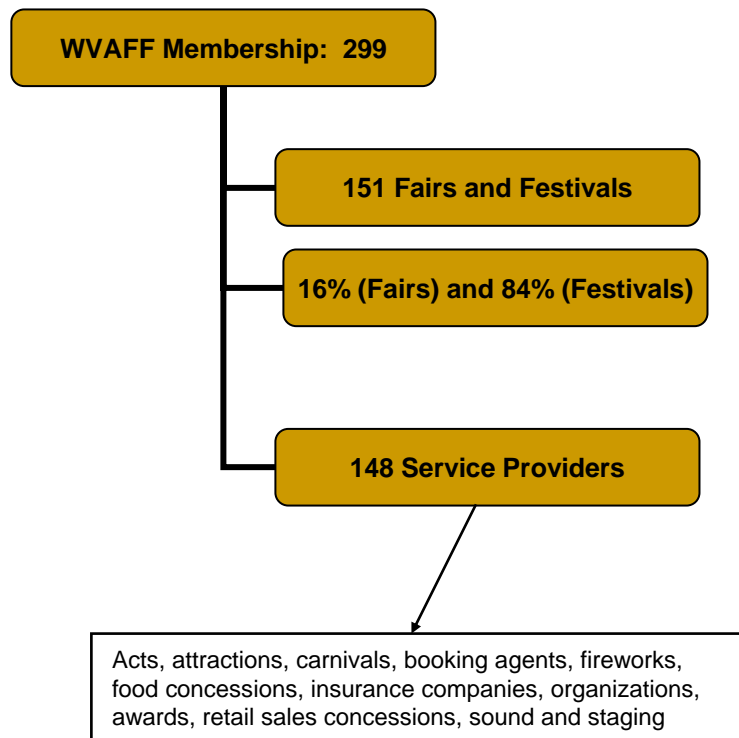 WVAFF Membership:  299
151 Fairs and Festivals
16% (Fairs) and 84% (Festivals)
148 Service Providers
Acts, attractions, carnivals, booking agents, fireworks,
food concessions, insurance companies, organizations,
awards, retail sales concessions, sound and staging